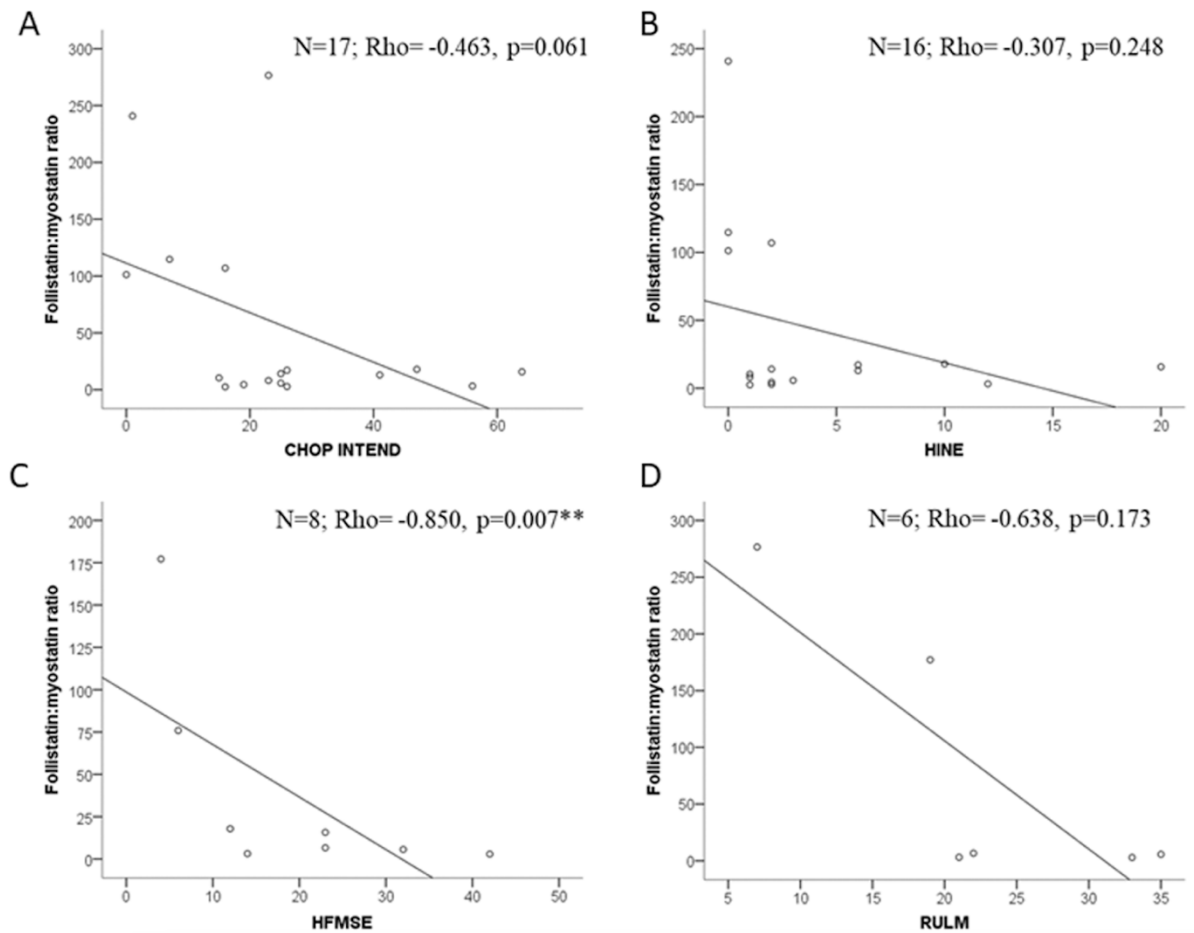 A
N=17; Rho= -0.463, p=0.061
300
250
200
150
100
50
0
Follistatin:myostatin ratio
0 20 40 60
CHOP INTEND
B
N=16; Rho= -0.307, p=0.248
250
200
150
100
50
0
Follistatin:myostatin ratio
0 5 10 15 20
HINE
C
N=8; Rho= -0.850, p=0.007**
200
175
150
125
100
75
50
25
0
Follistatin:myostatin ratio
0 10 20 30 40 50
HFMSE
D
N=6; Rho= -0.638, p=0.173
300
250
200
150
100
50
0
Follistatin:myostatin ratio
5 10 15 20 25 30 35
RULM